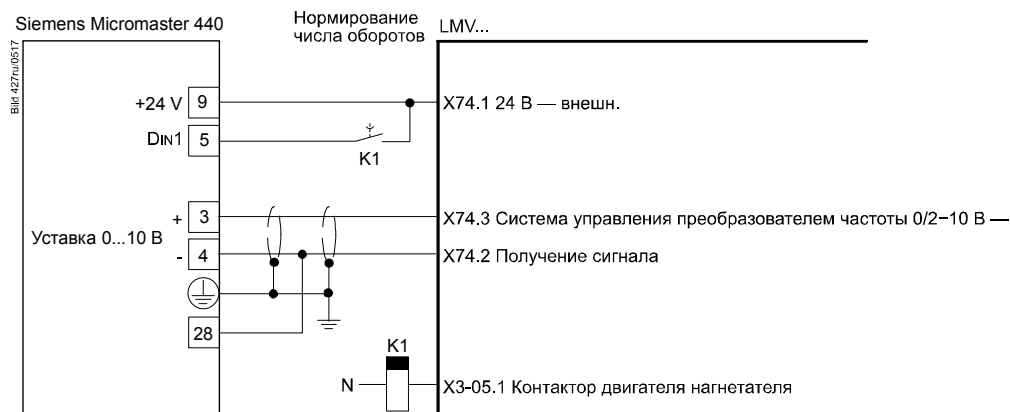 Siemens Micromaster 440
Нормирование
числа оборотов
LMV...
Bild 427ru/0517
+24 V 9
X74.1 24 В — внешн.
DIN1 5
K1
+ 3
X74.3 Система управления преобразователем частоты 0/2–10 В —
Уставка 0...10 В
- 4
X74.2 Получение сигнала
28
K1
N
X3-05.1 Контактор двигателя нагнетателя